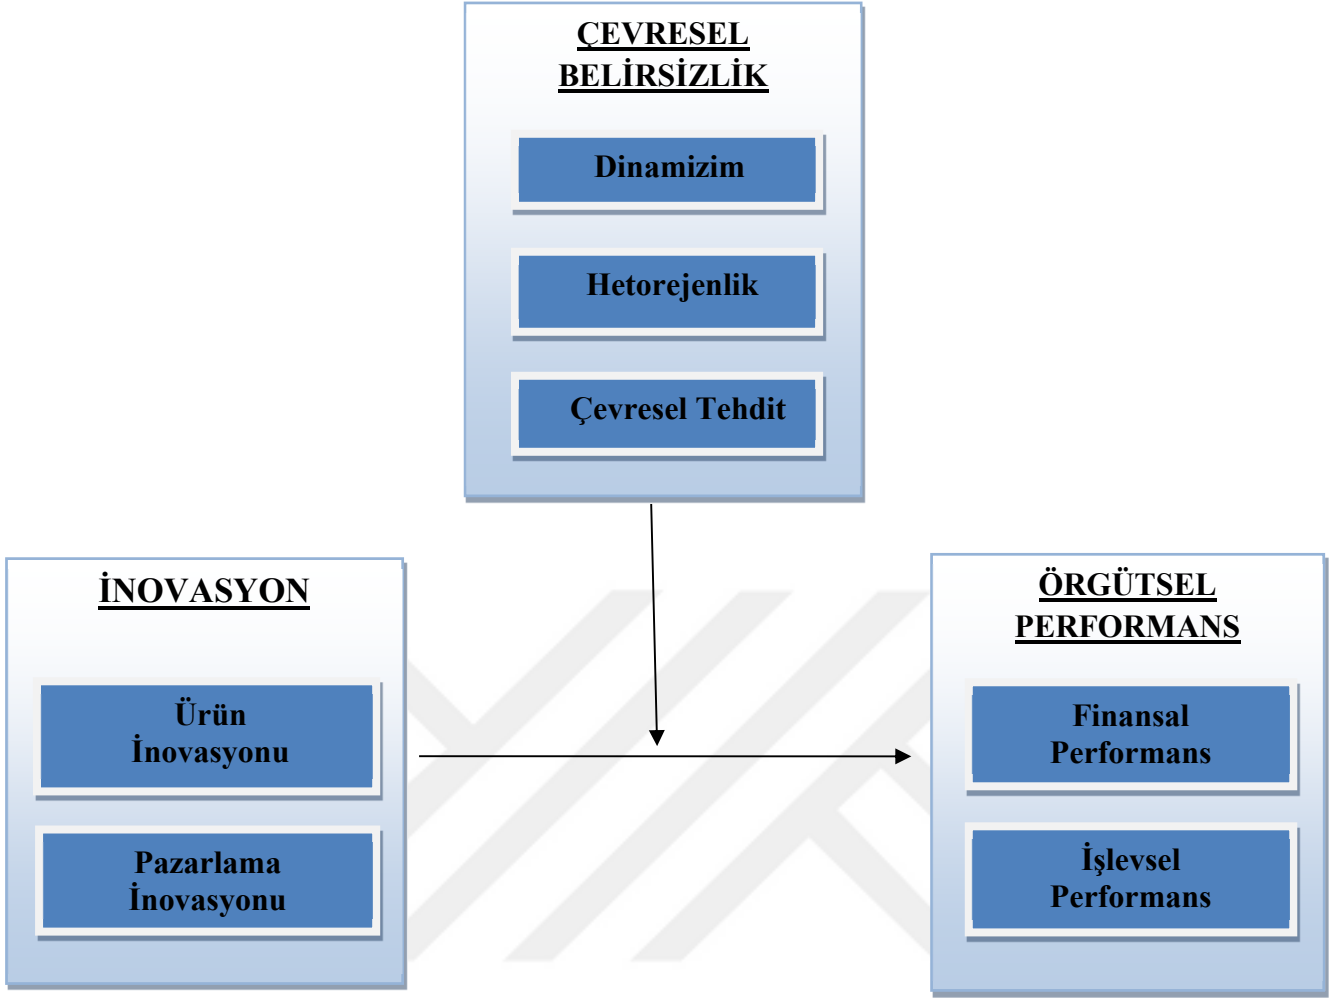 ÇEVRESEL
BELİRSİZLİK
Dinamizim
Hetorejenlik
Çevresel Tehdit
İNOVASYON
Ürün
İnovasyonu
Pazarlama
İnovasyonu
ÖRGÜTSEL
PERFORMANS
Finansal
Performans
İşlevsel
Performans